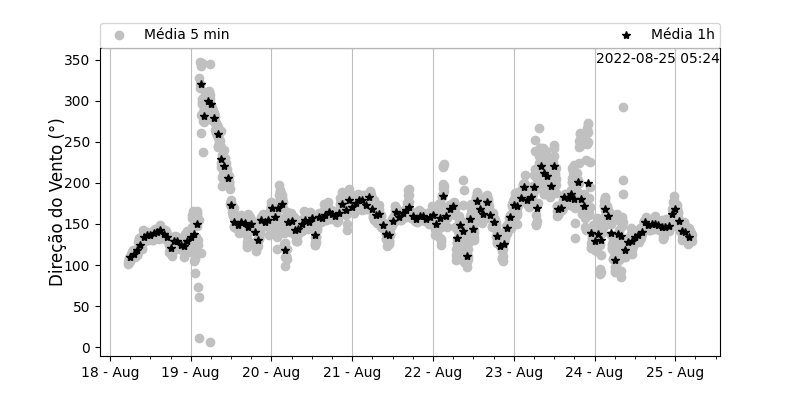 Média 5 min
Média 1h
2022-08-25 05:24
Direção do Vento (°)
350
300
250
200
150
100
50
0
18 - Aug
19 - Aug
20 - Aug
21 - Aug
22 - Aug
23 - Aug
24 - Aug
25 - Aug